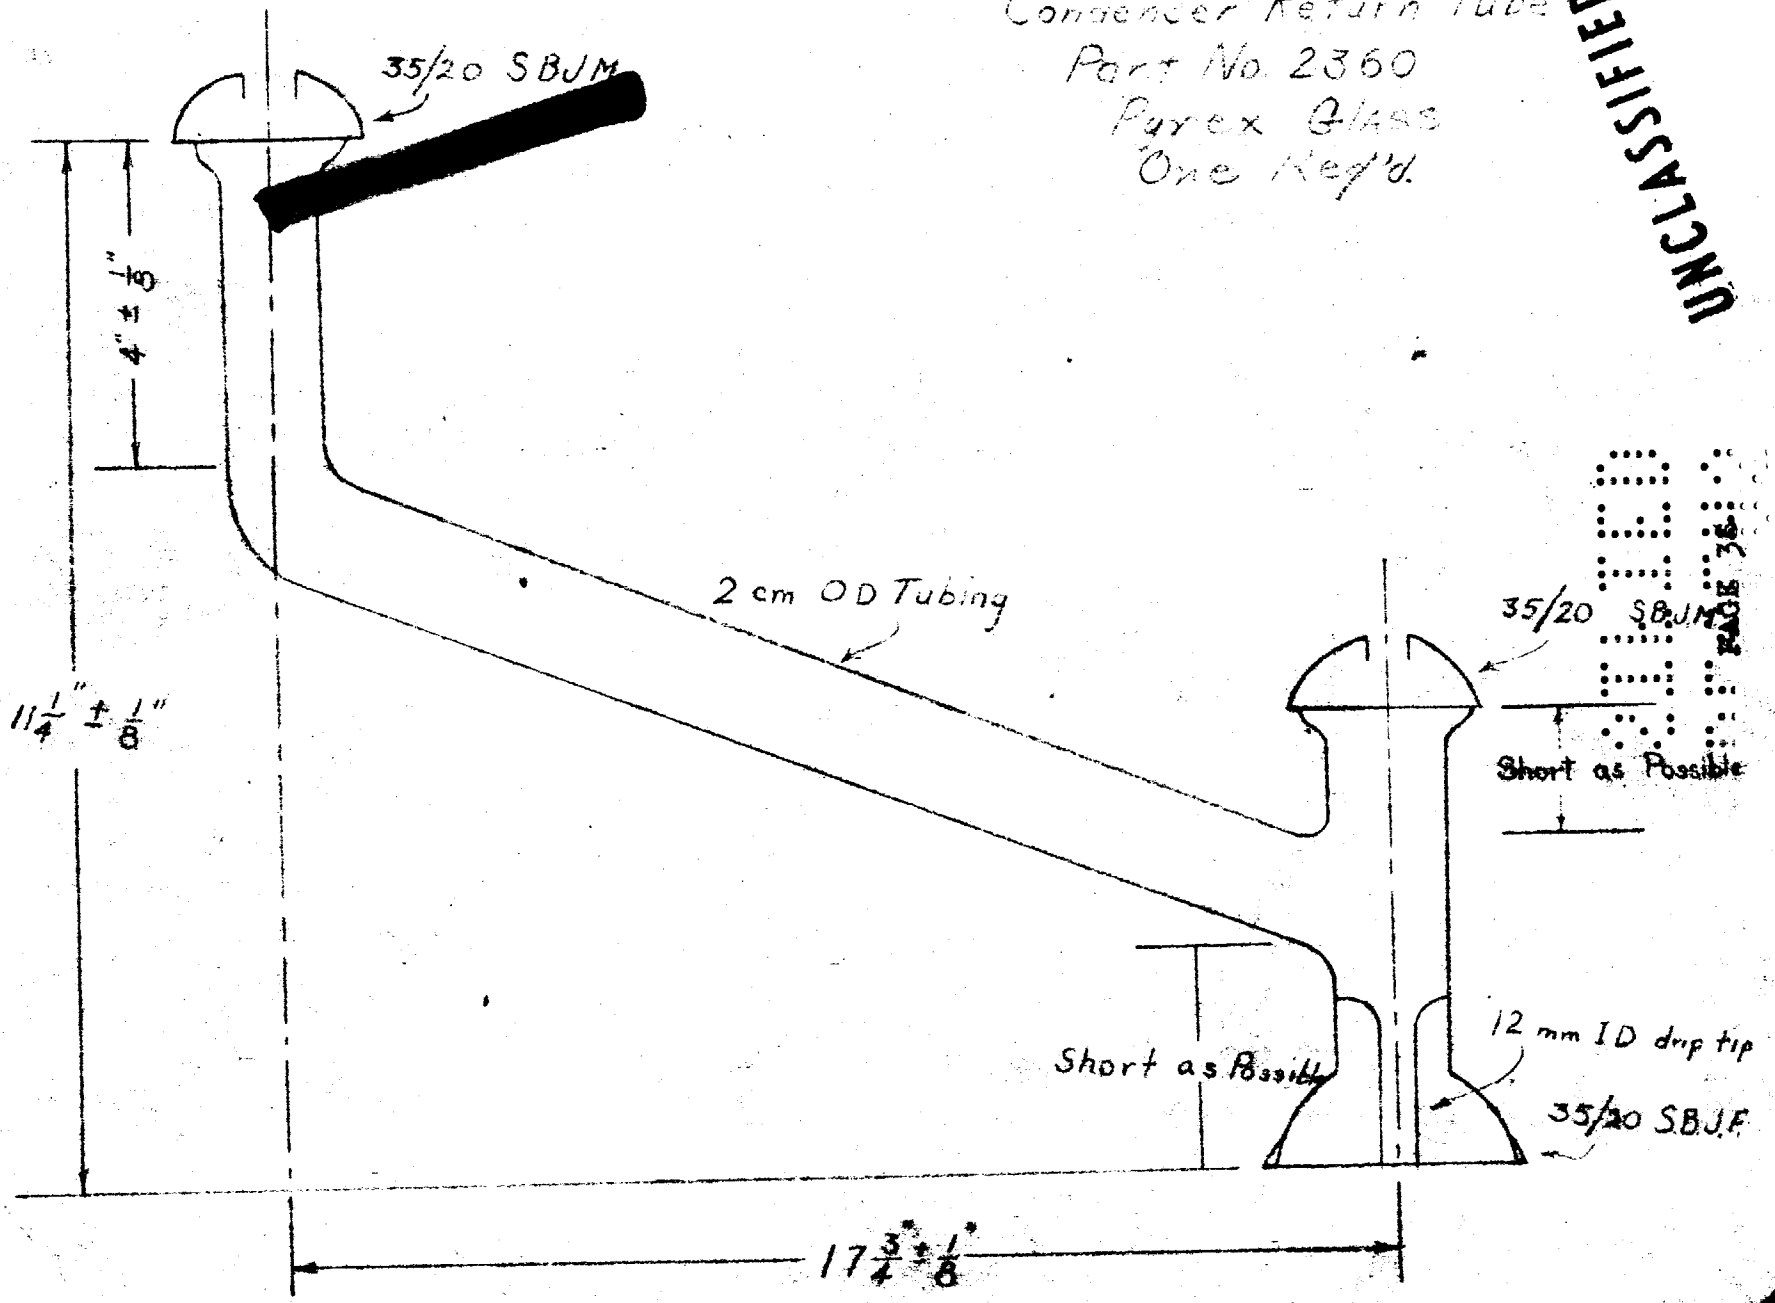 Condenser Return Tube
Part No. 2360
Pyrex Glass
One Req'd.
UNCLASSIFIED
35/20 SBJM
4" ± 1/8"
PAGE 36
2 cm OD Tubing
35/20 SBJM
11 1/4" ± 1/8"
Short as Possible
12 mm ID drip tip
Short as Possible
35/20 S.B.J.F.
17 3/4" ± 1/8"